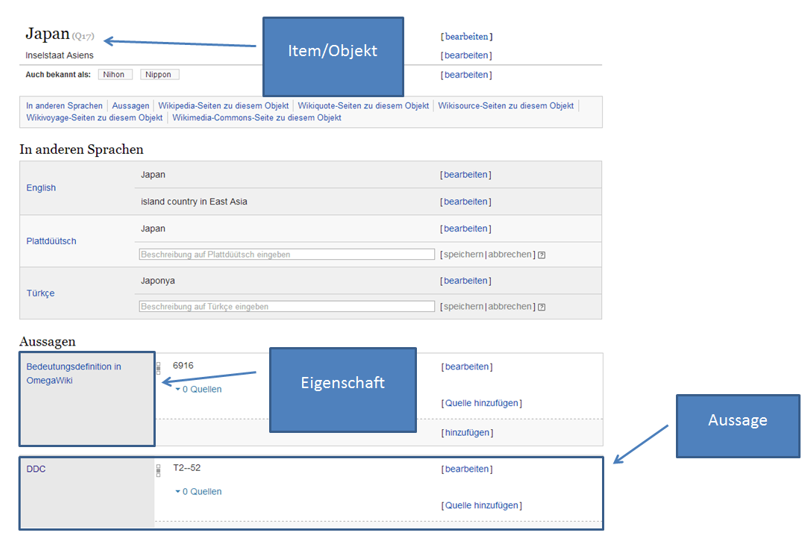 Japan (Q17) [bearbeiten]
Item/Objekt
Inselstaat Asiens [bearbeiten]
Auch bekannt als: Nihon Nippon [bearbeiten]
In anderen Sprachen | Aussagen | Wikipedia-Seiten zu diesem Objekt | Wikiquote-Seiten zu diesem Objekt | Wikisource-Seiten zu diesem Objekt |
Wikivoyage-Seiten zu diesem Objekt | Wikimedia-Commons-Seite zu diesem Objekt
In anderen Sprachen
English
Japan [bearbeiten]
island country in East Asia [bearbeiten]
Plattdüütsch
Japan [bearbeiten]
Beschreibung auf Plattdüütsch eingeben [speichern|abbrechen] [?]
Türkçe
Japonya [bearbeiten]
Beschreibung auf Türkçe eingeben [speichern|abbrechen] [?]
Aussagen
Bedeutungsdefinition in
OmegaWiki
6916 [bearbeiten]
0 Quellen
[Quelle hinzufügen]
[hinzufügen]
Eigenschaft
Aussage
DDC
T2--52 [bearbeiten]
0 Quellen
[Quelle hinzufügen]